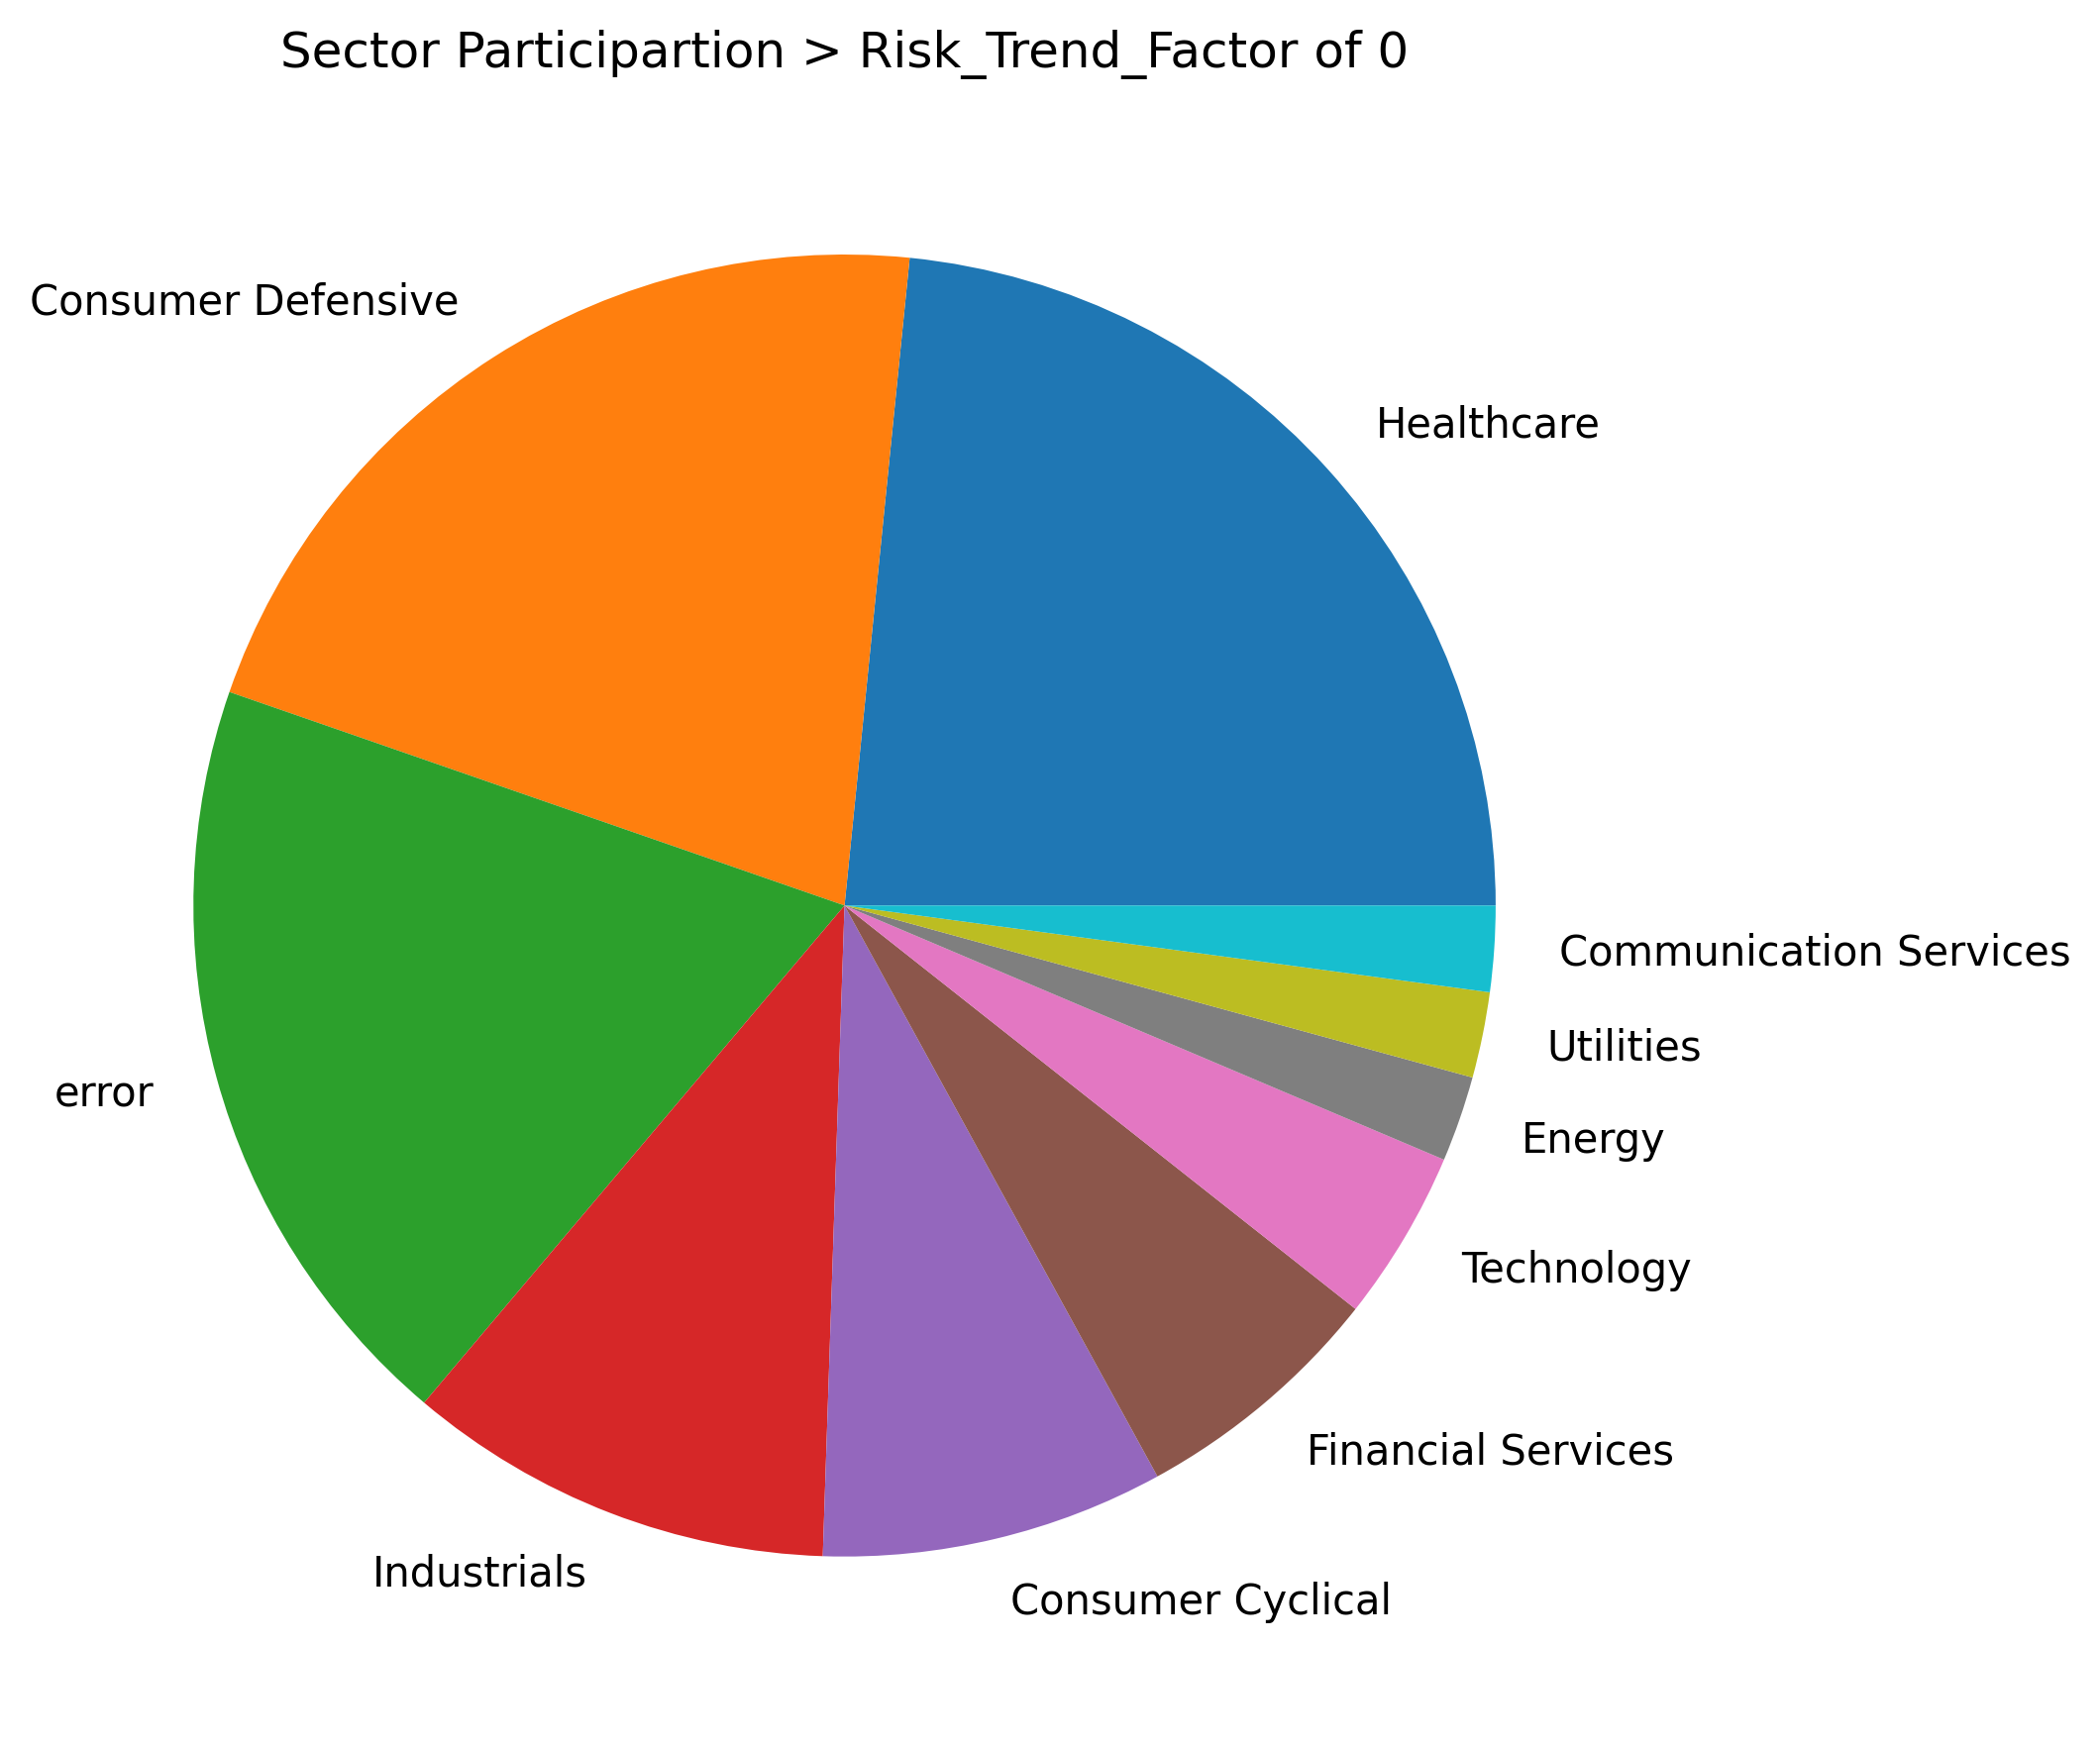 Sector Participartion > Risk_Trend_Factor of 0
Consumer Defensive
Healthcare
Communication Services
Utilities
error
Energy
Technology
Financial Services
Industrials
Consumer Cyclical